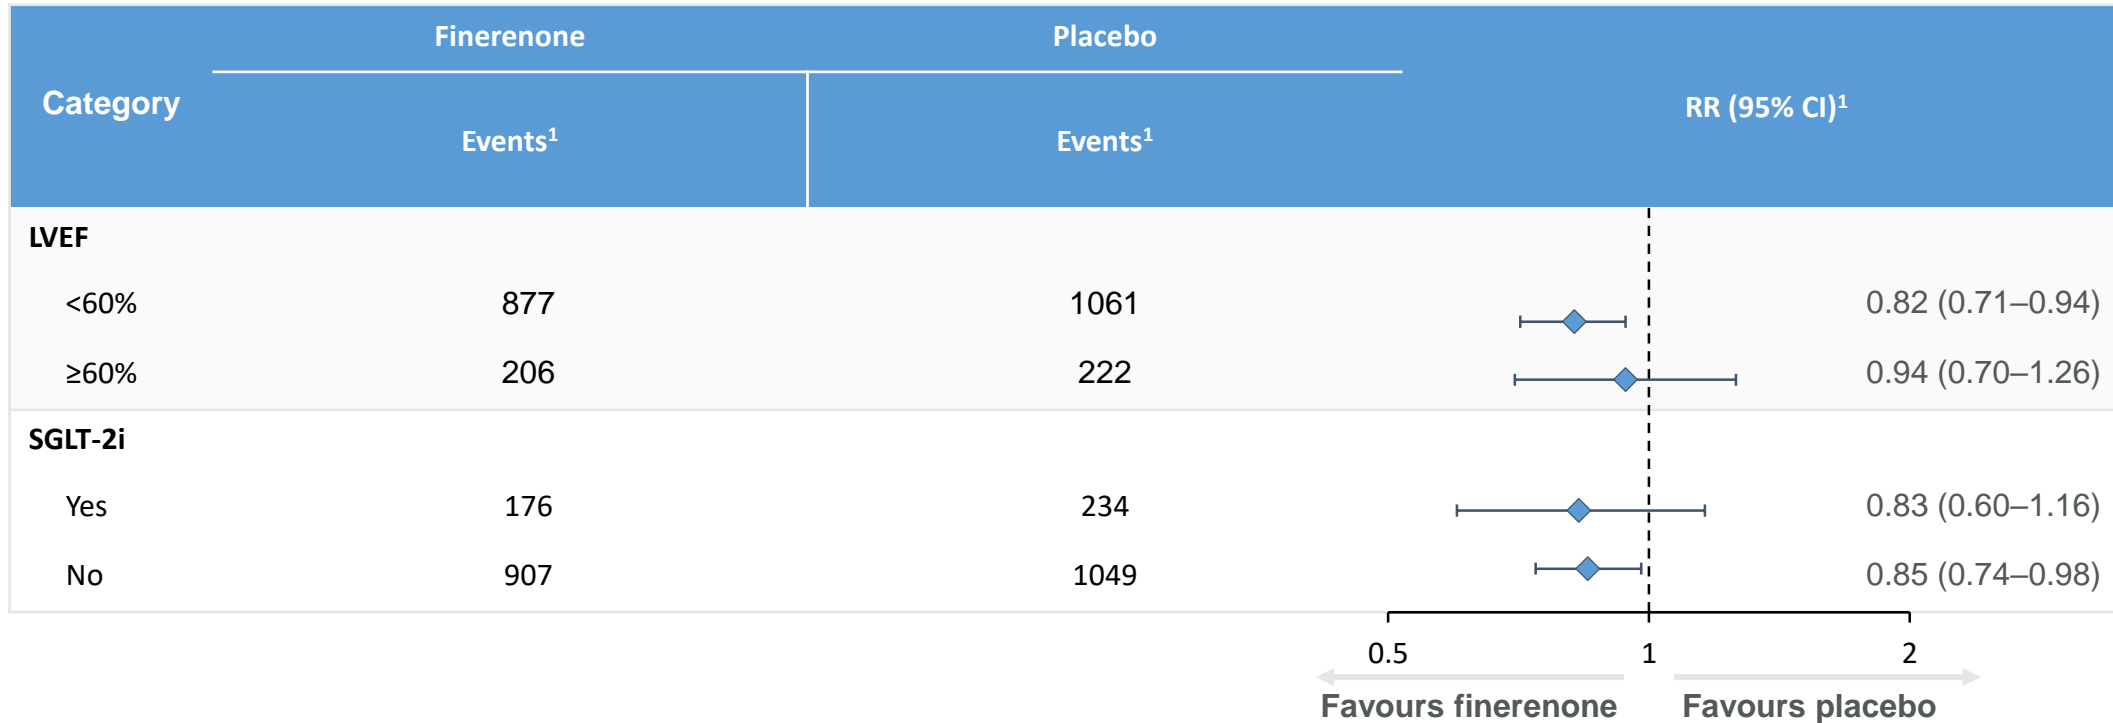 Finerenone Placebo
Category
RR (95% CI)1
Events1 Events1
LVEF
<60% 877 1061 0.82 (0.71–0.94)
≥60% 206 222 0.94 (0.70–1.26)
SGLT-2i
Yes 176 234 0.83 (0.60–1.16)
No 907 1049 0.85 (0.74–0.98)
0.5 1 2
Favours finerenone Favours placebo